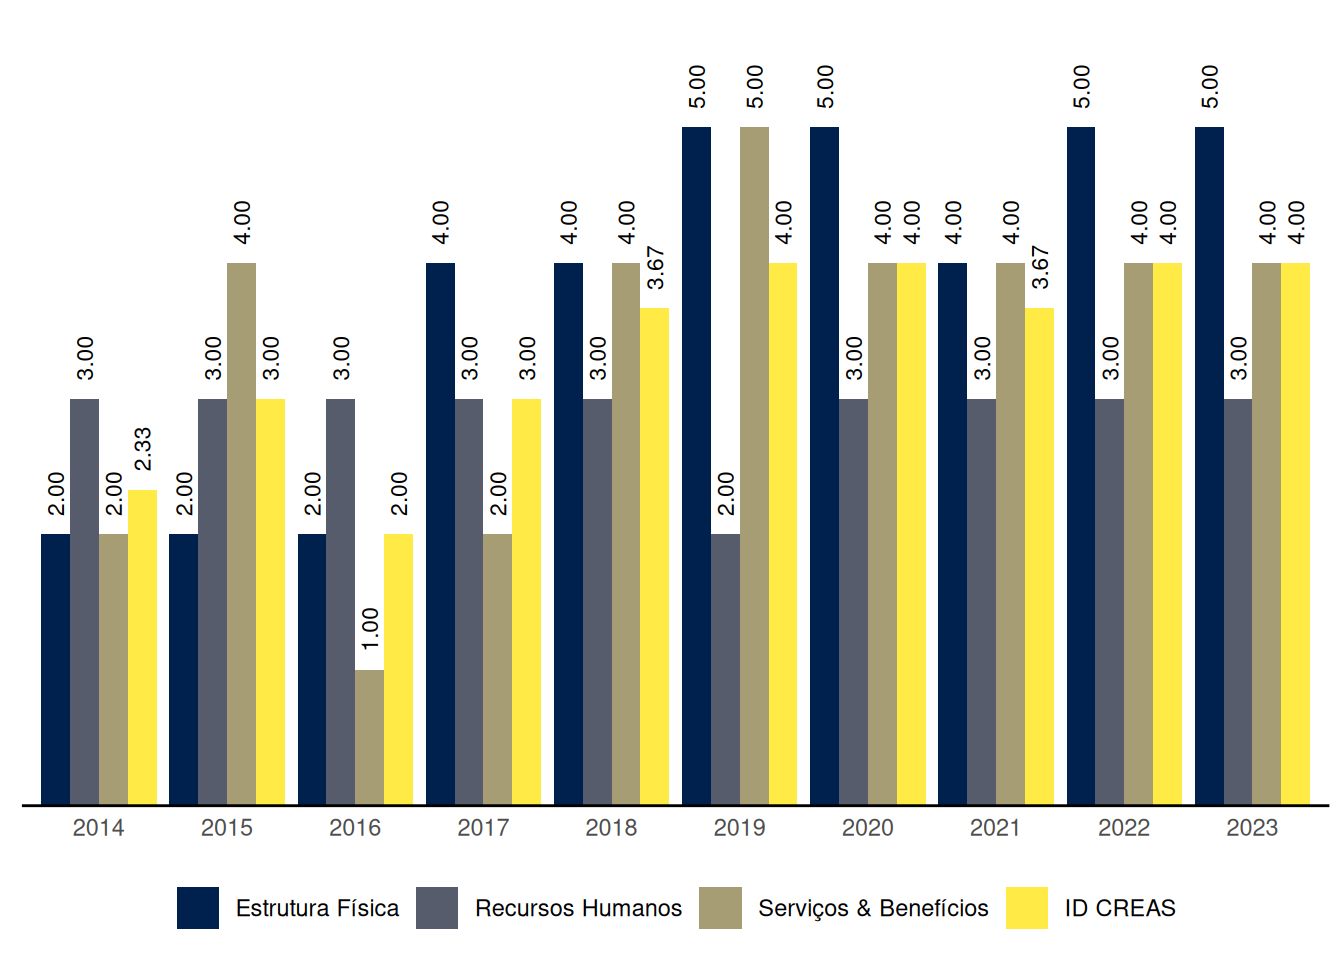 5.00 5.00 5.00 5.00 5.00
4.00 4.00 4.00 4.00 4.00 4.00 4.00 4.00 4.00 4.00 4.00 4.00 4.00
3.67 3.67
3.00 3.00 3.00 3.00 3.00 3.00 3.00 3.00 3.00 3.00 3.00
2.33
2.00 2.00 2.00 2.00 2.00 2.00 2.00
1.00
2014 2015 2016 2017 2018 2019 2020 2021 2022 2023
Estrutura Física Recursos Humanos Serviços & Benefícios ID CREAS